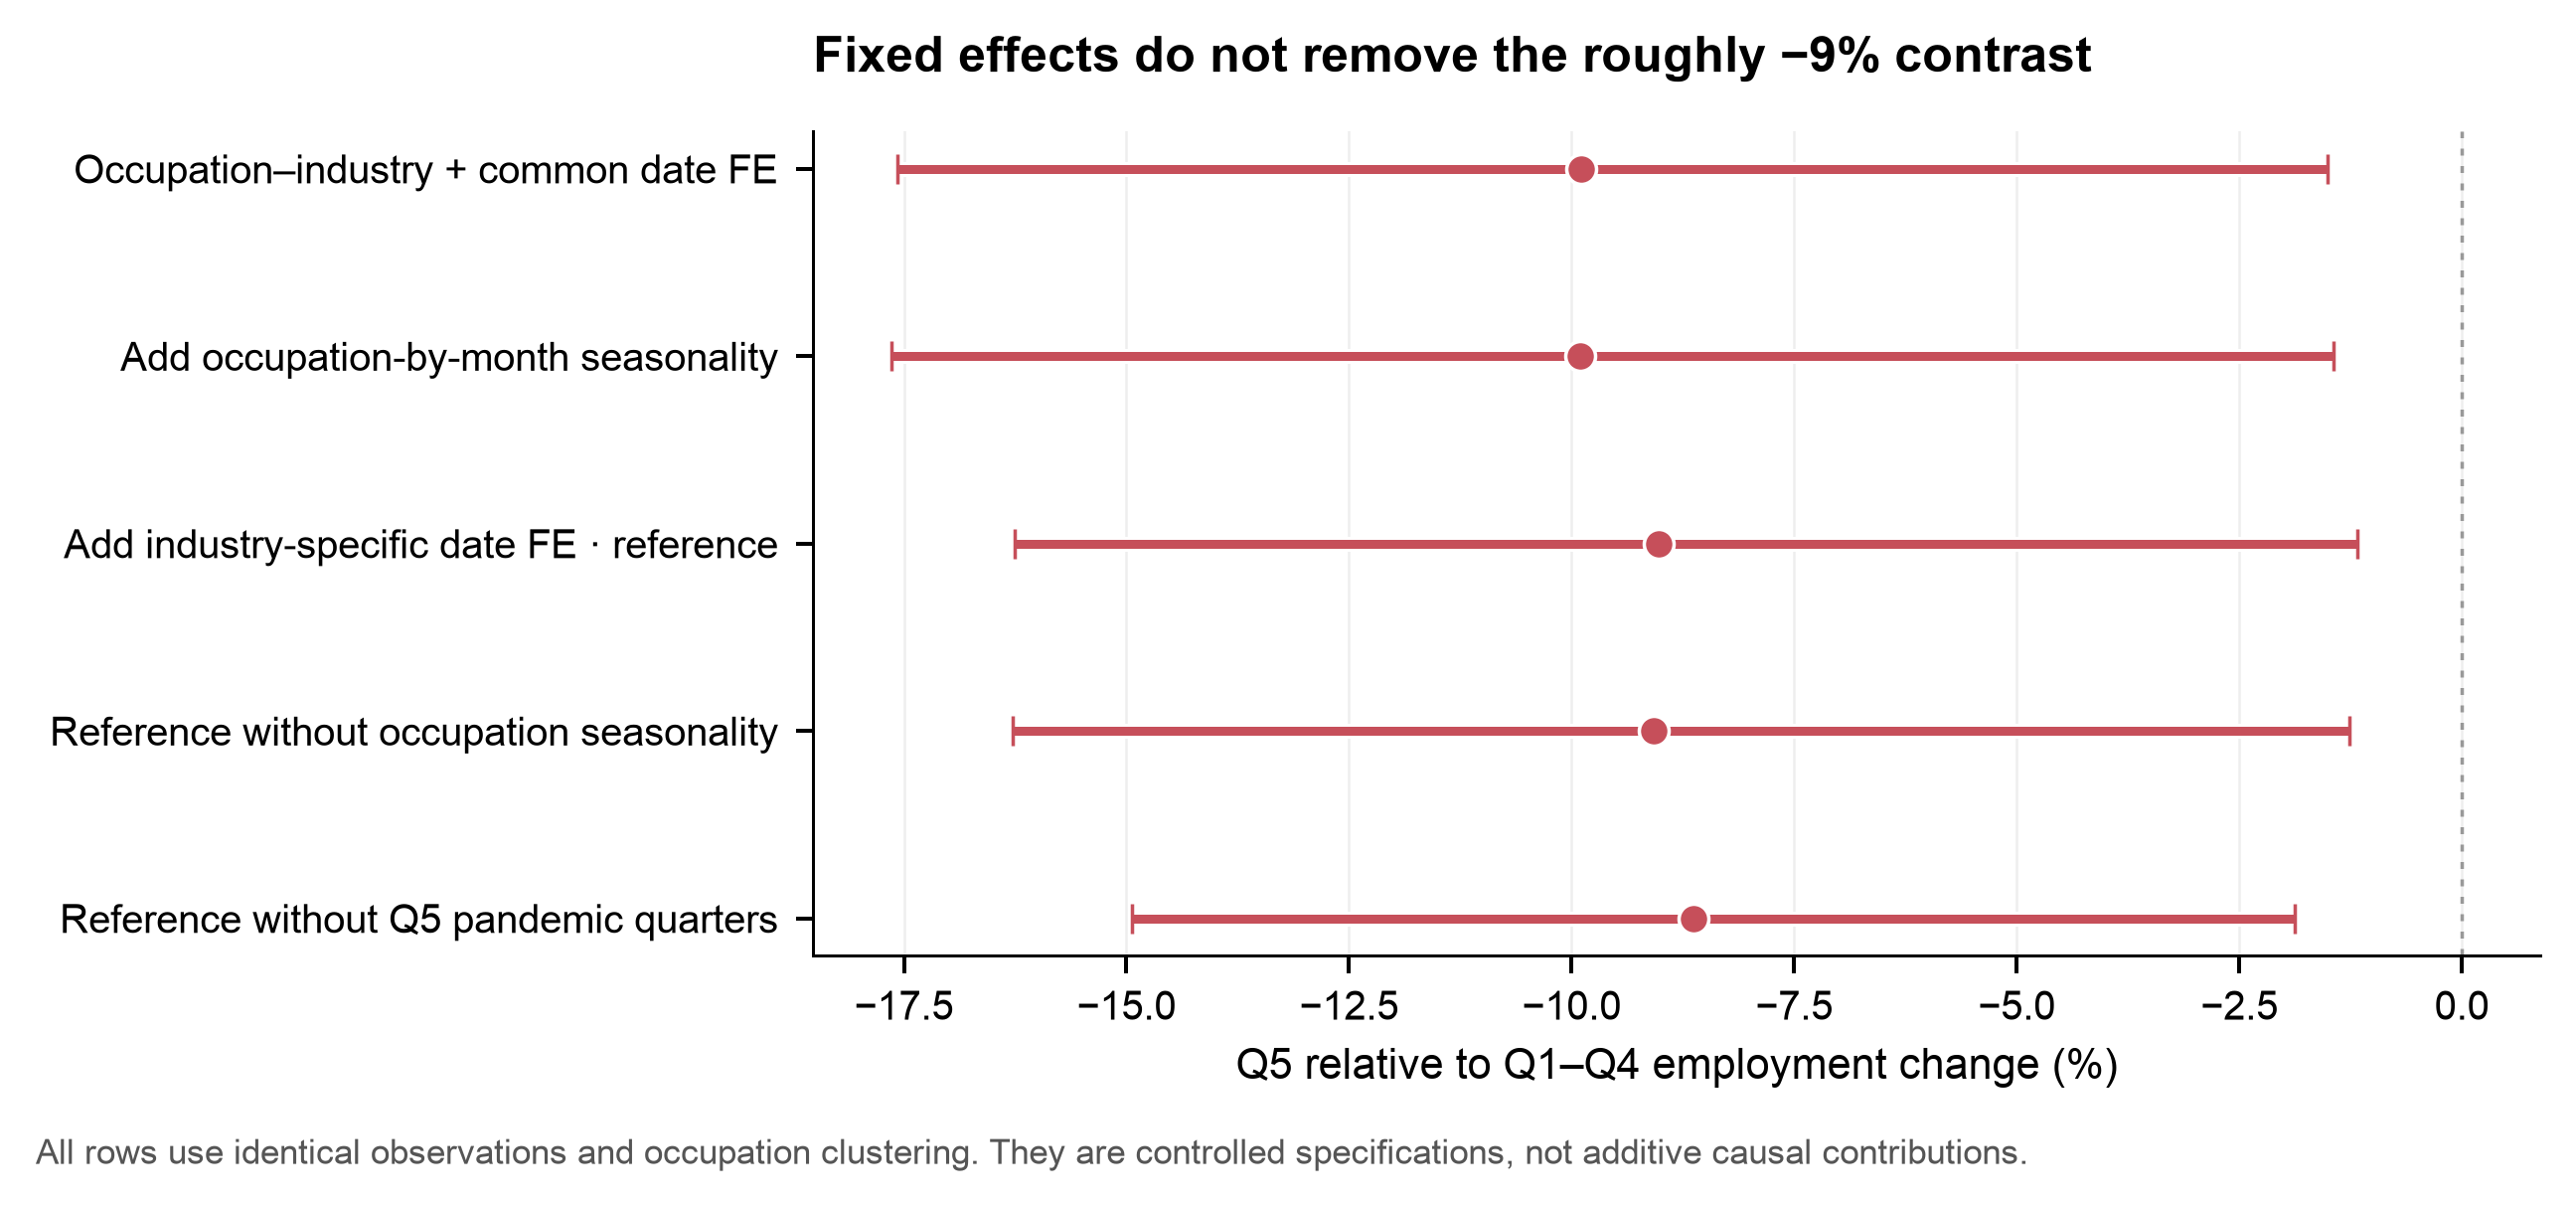 Fixed effects do not remove the roughly −9% contrast
Occupation–industry + common date FE
Add occupation-by-month seasonality
Add industry-specific date FE · reference
Reference without occupation seasonality
Reference without Q5 pandemic quarters
−17.5 −15.0 −12.5 −10.0 −7.5 −5.0 −2.5 0.0
Q5 relative to Q1–Q4 employment change (%)
All rows use identical observations and occupation clustering. They are controlled specifications, not additive causal contributions.